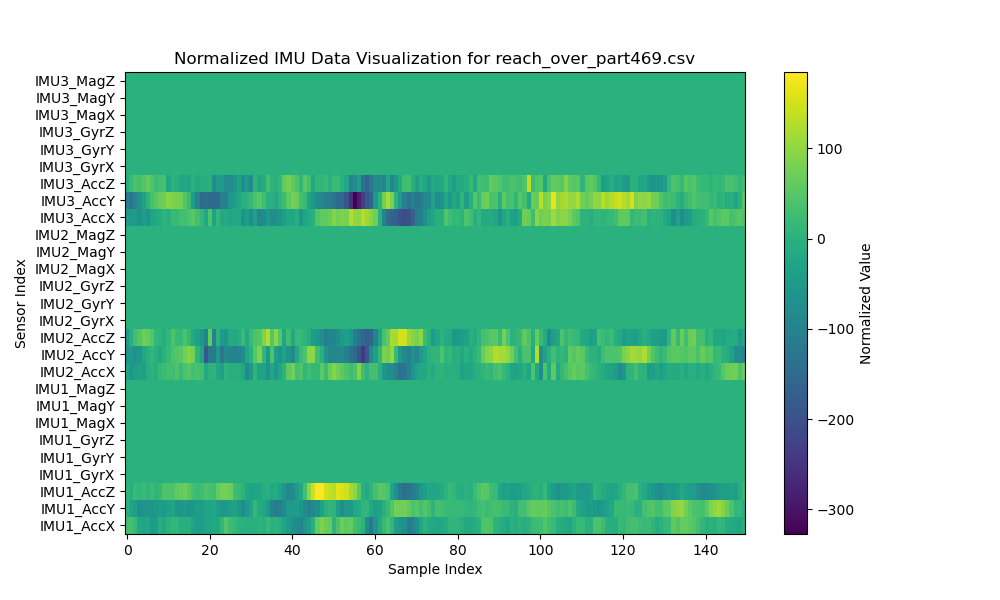 Normalized IMU Data Visualization for reach_over_part469.csv
IMU3_MagZ
IMU3_MagY
IMU3_MagX
IMU3_GyrZ
IMU3_GyrY
IMU3_GyrX
IMU3_AccZ
IMU3_AccY
IMU3_AccX
IMU2_MagZ
IMU2_MagY
IMU2_MagX
IMU2_GyrZ
IMU2_GyrY
IMU2_GyrX
IMU2_AccZ
IMU2_AccY
IMU2_AccX
IMU1_MagZ
IMU1_MagY
IMU1_MagX
IMU1_GyrZ
IMU1_GyrY
IMU1_GyrX
IMU1_AccZ
IMU1_AccY
IMU1_AccX
Sensor Index
0 20 40 60 80 100 120 140
Sample Index
100
0
−100
−200
−300
Normalized Value